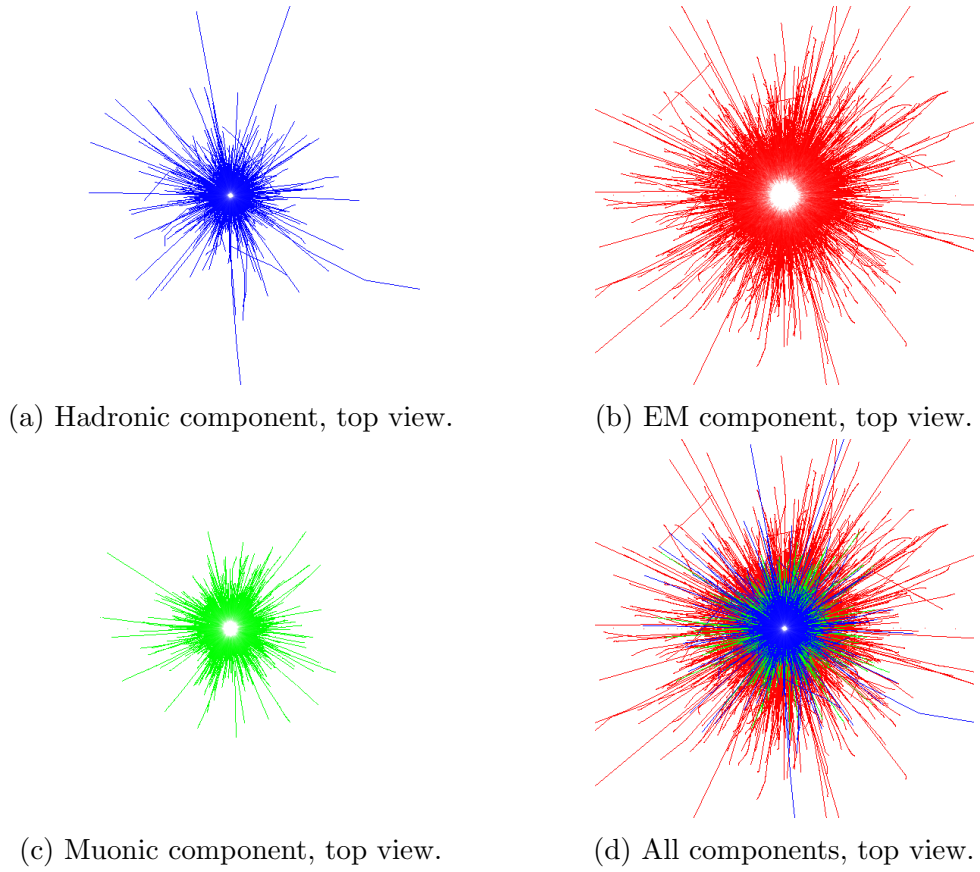 (a) Hadronic component, top view.
(b) EM component, top view.
(c) Muonic component, top view.
(d) All components, top view.